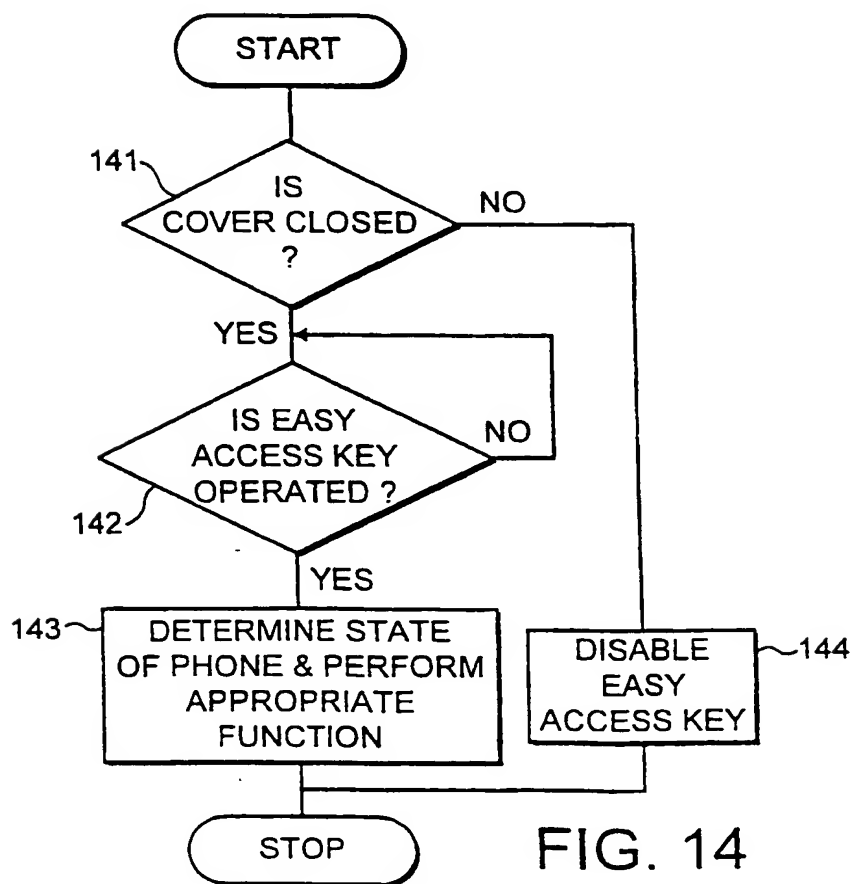 START
141
IS
COVER CLOSED
?
NO
YES
IS EASY
ACCESS KEY
OPERATED ?
NO
142
YES
143
DETERMINE STATE
OF PHONE & PERFORM
APPROPRIATE
FUNCTION
DISABLE
EASY
ACCESS KEY
144
STOP
FIG. 14